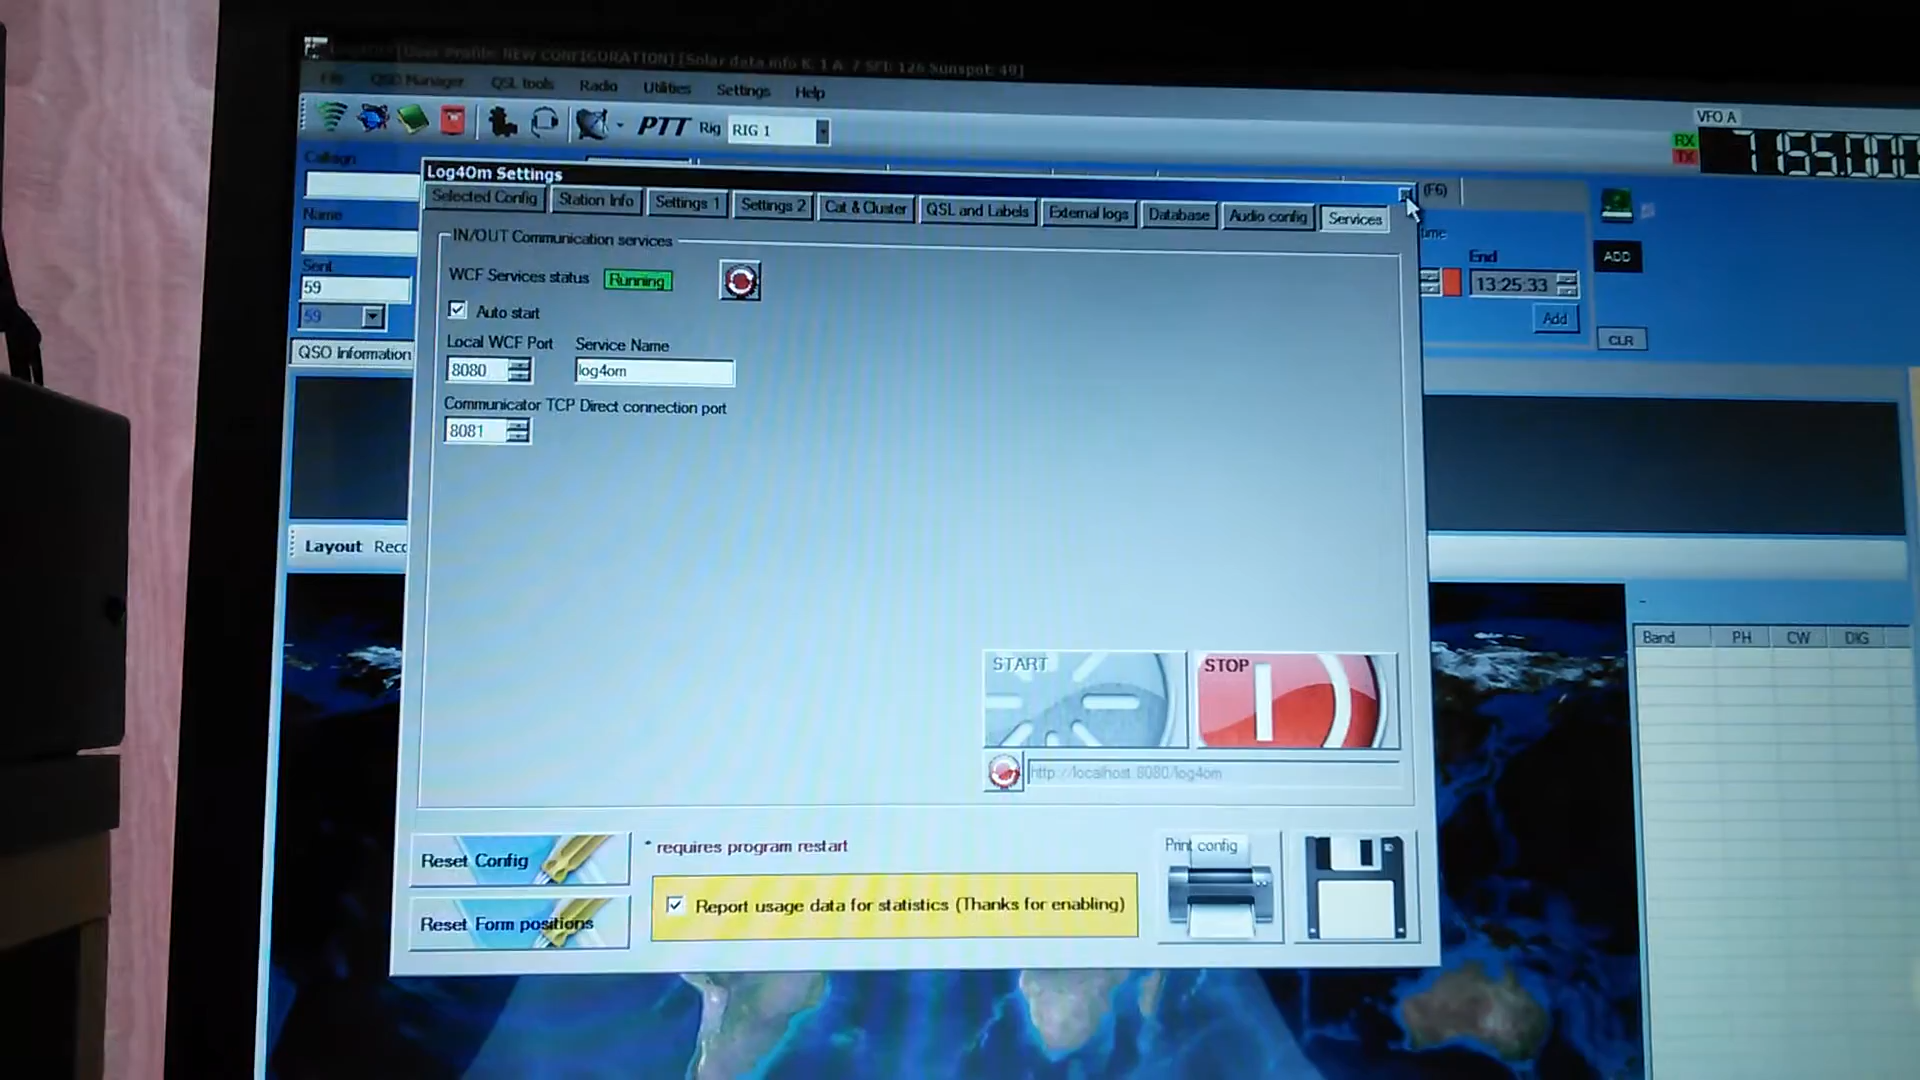 [User Profile: NEW CONFIGURATION] [Solar data info K: 1 A: 7 SFI: 126 Sunspot: 49]
File QSO Manager QSL tools Radio Utilities Settings Help
PTT Rig RIG 1
VFO A
RX
TX
7155.000
Callsign
Name
Sent
59
59
QSO Information
Layout
Log4Om Settings
Selected Config Station Info Settings 1 Settings 2 Cat & Cluster QSL and Labels External logs Database Audio config Services
(F6)
IN/OUT Communication services
WCF Services status Running
Auto start
Local WCF Port Service Name
8080 log4om
Communicator TCP Direct connection port
8081
START STOP
http://localhost:8080/log4om
Reset Config
* requires program restart
Print config
Reset Form positions
Report usage data for statistics (Thanks for enabling)
End
13:25:33
Add
ADD
CLR
Band PH CW DIG